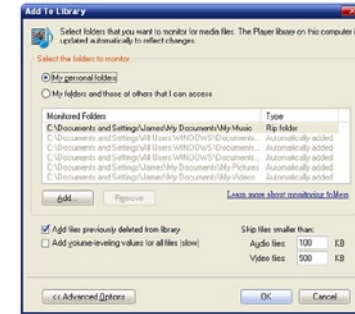 Add To Library
Select folders that you want to monitor for media files. The Player library on this computer is
updated automatically to reflect changes.
Select the folders to monitor
My personal folders
My folders and those of others that I can access
Monitored Folders Type
C:\Documents and Settings\James\My Documents\My Music Rip folder
C:\Documents and Settings\All Users.WINDOWS\Documents... Automatically added
C:\Documents and Settings\All Users.WINDOWS\Documents... Automatically added
C:\Documents and Settings\All Users.WINDOWS\Documents... Automatically added
C:\Documents and Settings\James\My Documents\My Pictures Automatically added
C:\Documents and Settings\James\My Documents\My Videos Automatically added
Add... Remove Learn more about monitoring folders
Add files previously deleted from library
Add volume-leveling values for all files (slow)
Skip files smaller than:
Audio files: 100 KB
Video files: 500 KB
<< Advanced Options OK Cancel